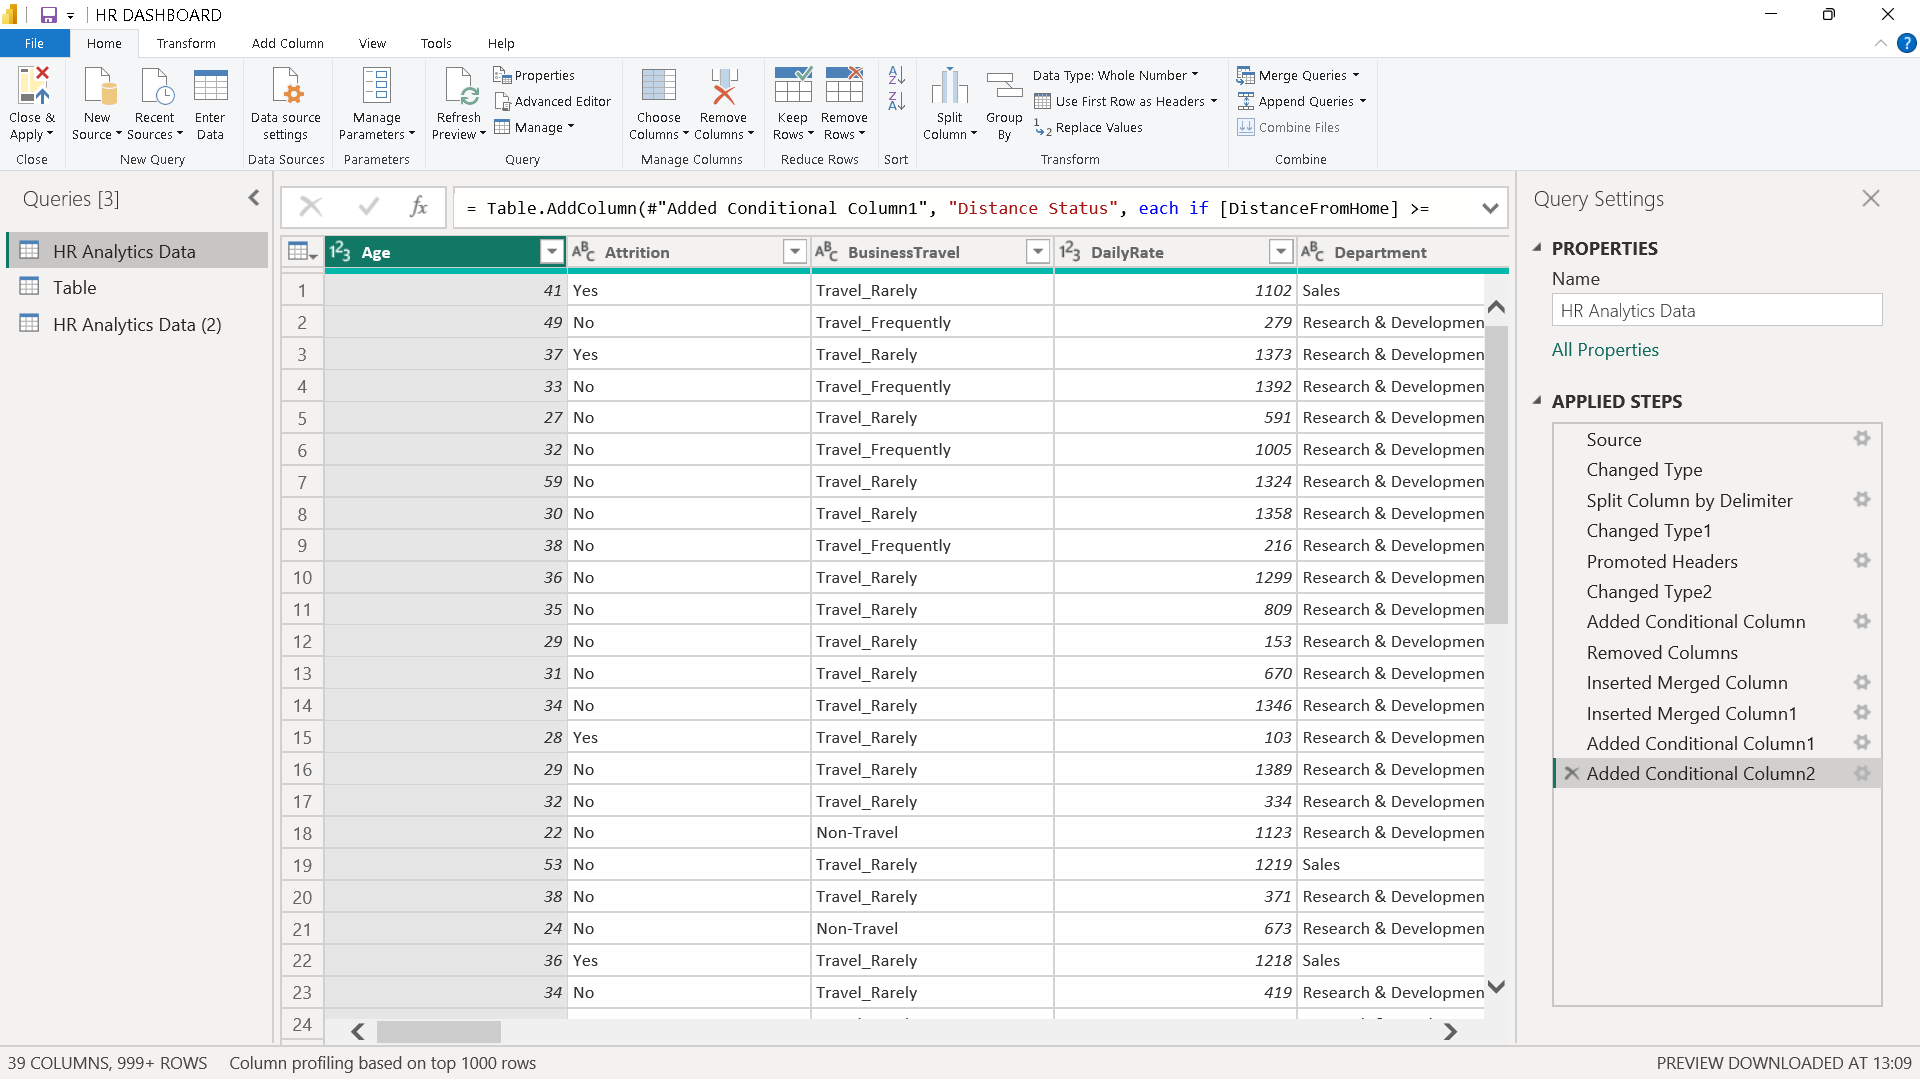 HR DASHBOARD
File Home Transform Add Column View Tools Help
Close & Apply
Close
New Source
Recent Sources
Enter Data
New Query
Data source settings
Data Sources
Manage Parameters
Parameters
Refresh Preview
Properties
Advanced Editor
Manage
Query
Choose Columns
Remove Columns
Manage Columns
Keep Rows
Remove Rows
Reduce Rows
Sort
Split Column
Group By
Data Type: Whole Number
Use First Row as Headers
Replace Values
Transform
Merge Queries
Append Queries
Combine Files
Combine
Queries [3]
HR Analytics Data
Table
HR Analytics Data (2)
= Table.AddColumn(#"Added Conditional Column1", "Distance Status", each if [DistanceFromHome] >=
Age Attrition BusinessTravel DailyRate Department
1 41 Yes Travel_Rarely 1102 Sales
2 49 No Travel_Frequently 279 Research & Developmen
3 37 Yes Travel_Rarely 1373 Research & Developmen
4 33 No Travel_Frequently 1392 Research & Developmen
5 27 No Travel_Rarely 591 Research & Developmen
6 32 No Travel_Frequently 1005 Research & Developmen
7 59 No Travel_Rarely 1324 Research & Developmen
8 30 No Travel_Rarely 1358 Research & Developmen
9 38 No Travel_Frequently 216 Research & Developmen
10 36 No Travel_Rarely 1299 Research & Developmen
11 35 No Travel_Rarely 809 Research & Developmen
12 29 No Travel_Rarely 153 Research & Developmen
13 31 No Travel_Rarely 670 Research & Developmen
14 34 No Travel_Rarely 1346 Research & Developmen
15 28 Yes Travel_Rarely 103 Research & Developmen
16 29 No Travel_Rarely 1389 Research & Developmen
17 32 No Travel_Rarely 334 Research & Developmen
18 22 No Non-Travel 1123 Research & Developmen
19 53 No Travel_Rarely 1219 Sales
20 38 No Travel_Rarely 371 Research & Developmen
21 24 No Non-Travel 673 Research & Developmen
22 36 Yes Travel_Rarely 1218 Sales
23 34 No Travel_Rarely 419 Research & Developmen
24
Query Settings
PROPERTIES
Name
HR Analytics Data
All Properties
APPLIED STEPS
Source
Changed Type
Split Column by Delimiter
Changed Type1
Promoted Headers
Changed Type2
Added Conditional Column
Removed Columns
Inserted Merged Column
Inserted Merged Column1
Added Conditional Column1
Added Conditional Column2
39 COLUMNS, 999+ ROWS Column profiling based on top 1000 rows
PREVIEW DOWNLOADED AT 13:09